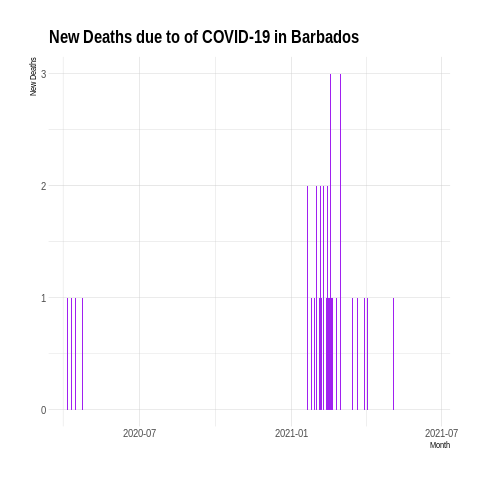 New Deaths due to of COVID-19 in Barbados
New Deaths
3
2
1
0
2020-07
2021-01
2021-07
Month